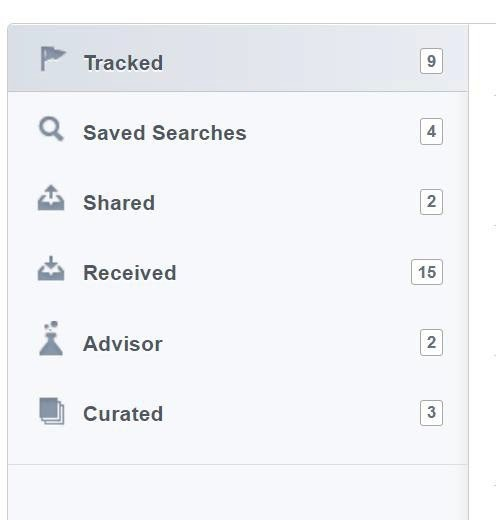 Tracked 9
Saved Searches 4
Shared 2
Received 15
Advisor 2
Curated 3